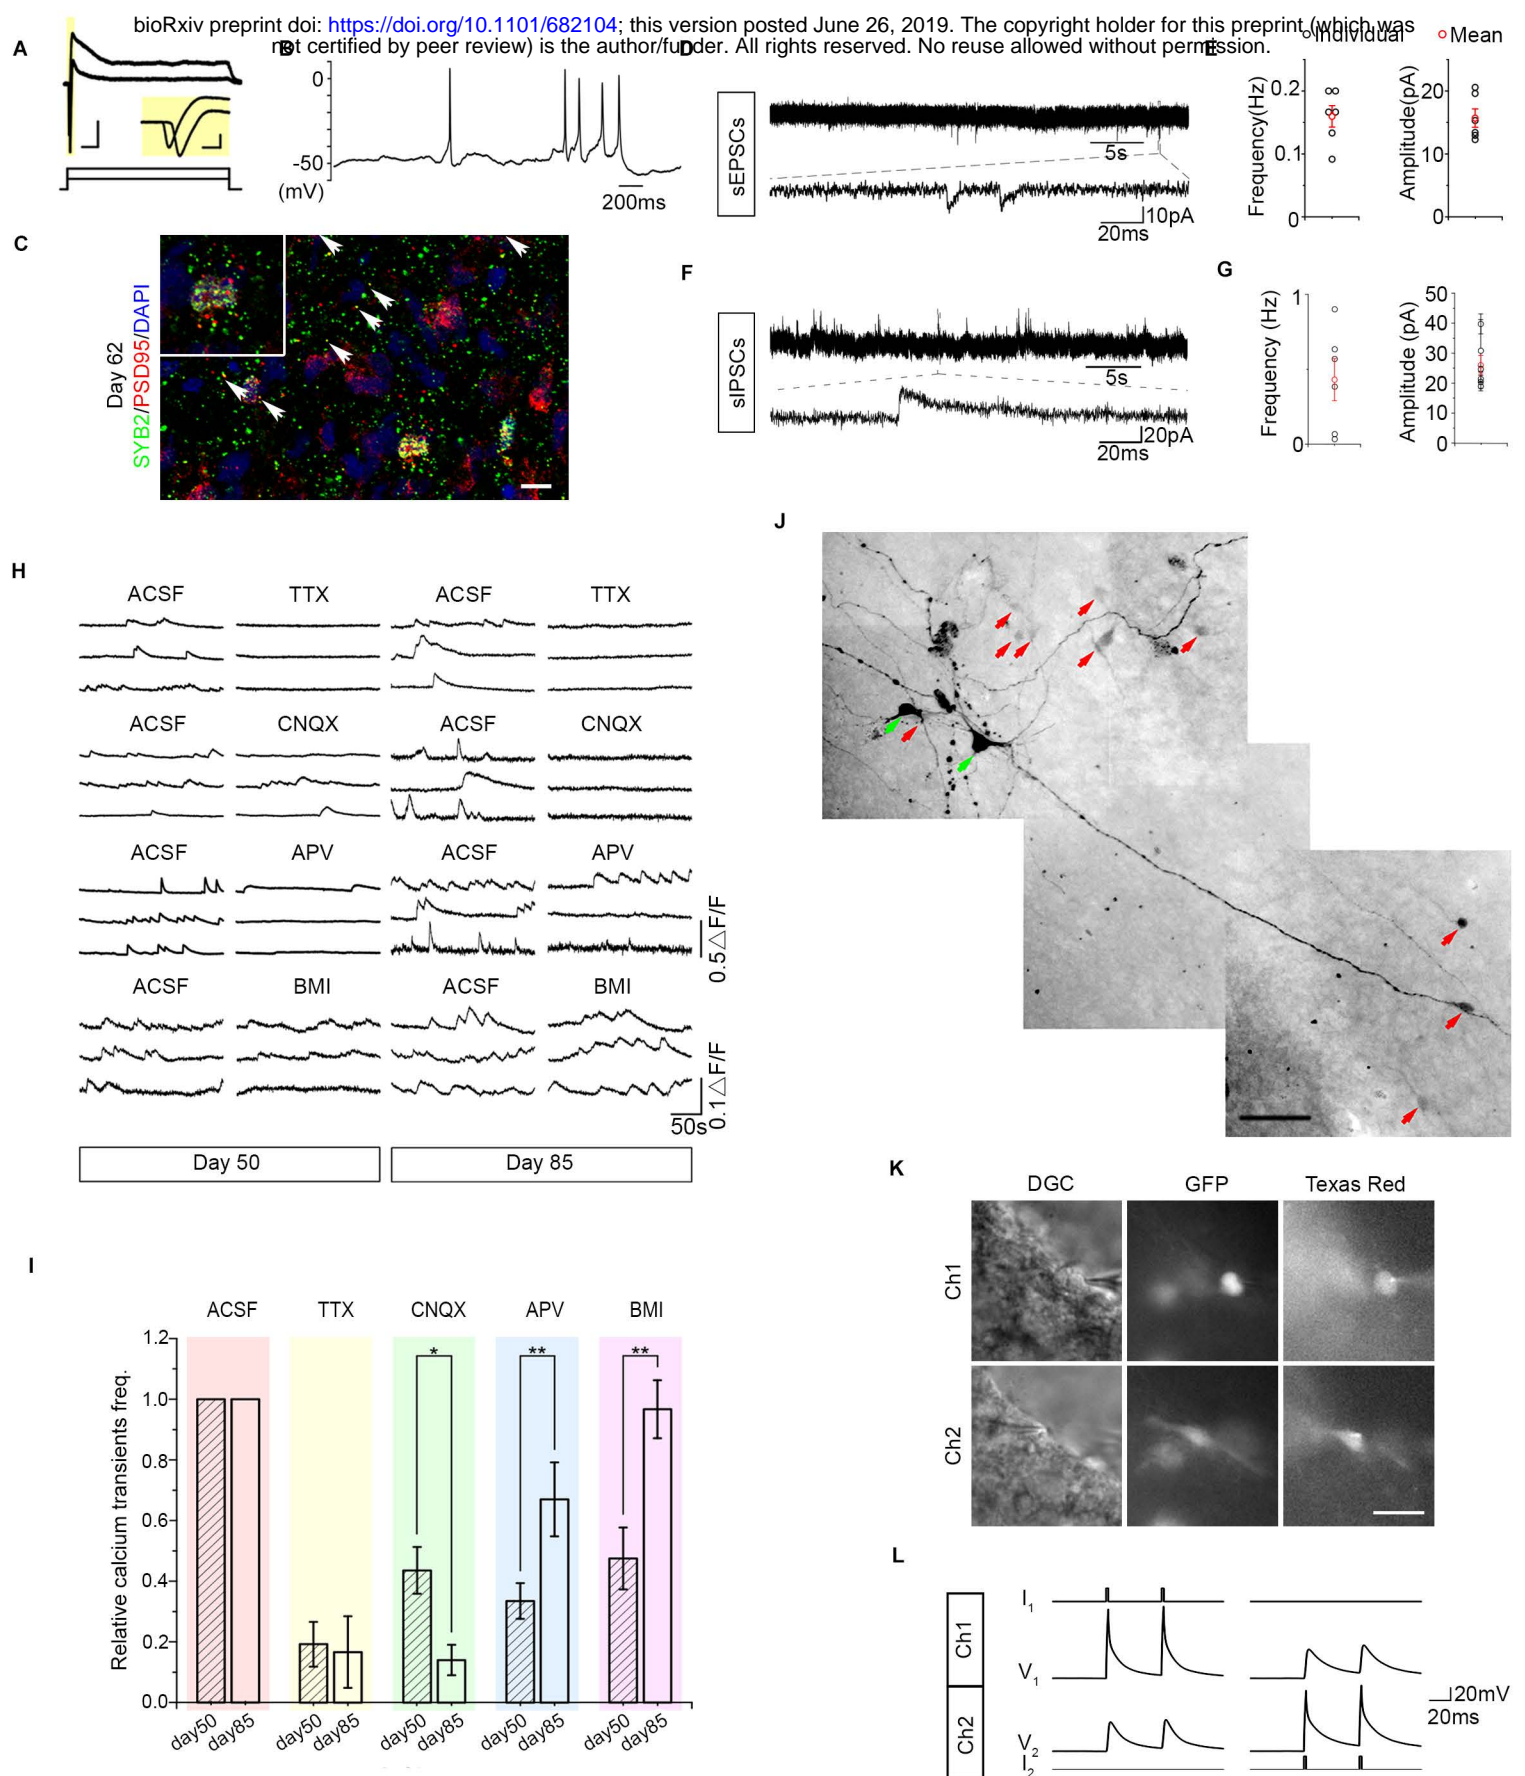 bioRxiv preprint doi: https://doi.org/10.1101/682104; this version posted June 26, 2019. The copyright holder for this preprint (which was
not certified by peer review) is the author/funder. All rights reserved. No reuse allowed without permission.
A
B
0
−50
(mV)
200ms
C
Day 62
SYB2/PSD95/DAPI
D
sEPSCs
5s
10pA
20ms
E
Individual
Mean
Frequency(Hz)
0.2
0.1
0
Amplitude(pA)
20
10
0
F
sIPSCs
5s
20pA
20ms
G
Frequency (Hz)
1
0
Amplitude (pA)
50
40
30
20
10
0
H
ACSF TTX ACSF TTX
ACSF CNQX ACSF CNQX
ACSF APV ACSF APV
0.5△F/F
ACSF BMI ACSF BMI
0.1△F/F
50s
Day 50 Day 85
I
ACSF TTX CNQX APV BMI
Relative calcium transients freq.
1.2
1.0
0.8
0.6
0.4
0.2
0.0
* ** **
day50 day85 day50 day85 day50 day85 day50 day85 day50 day85
J
K
DGC GFP Texas Red
Ch1
Ch2
L
Ch1
I1
V1
Ch2
V2
I2
20mV
20ms